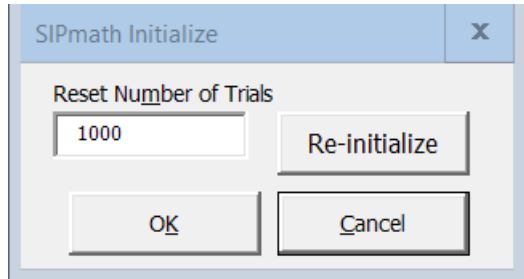 SIPmath Initialize x
Reset Number of Trials
1000
Re-initialize
OK Cancel